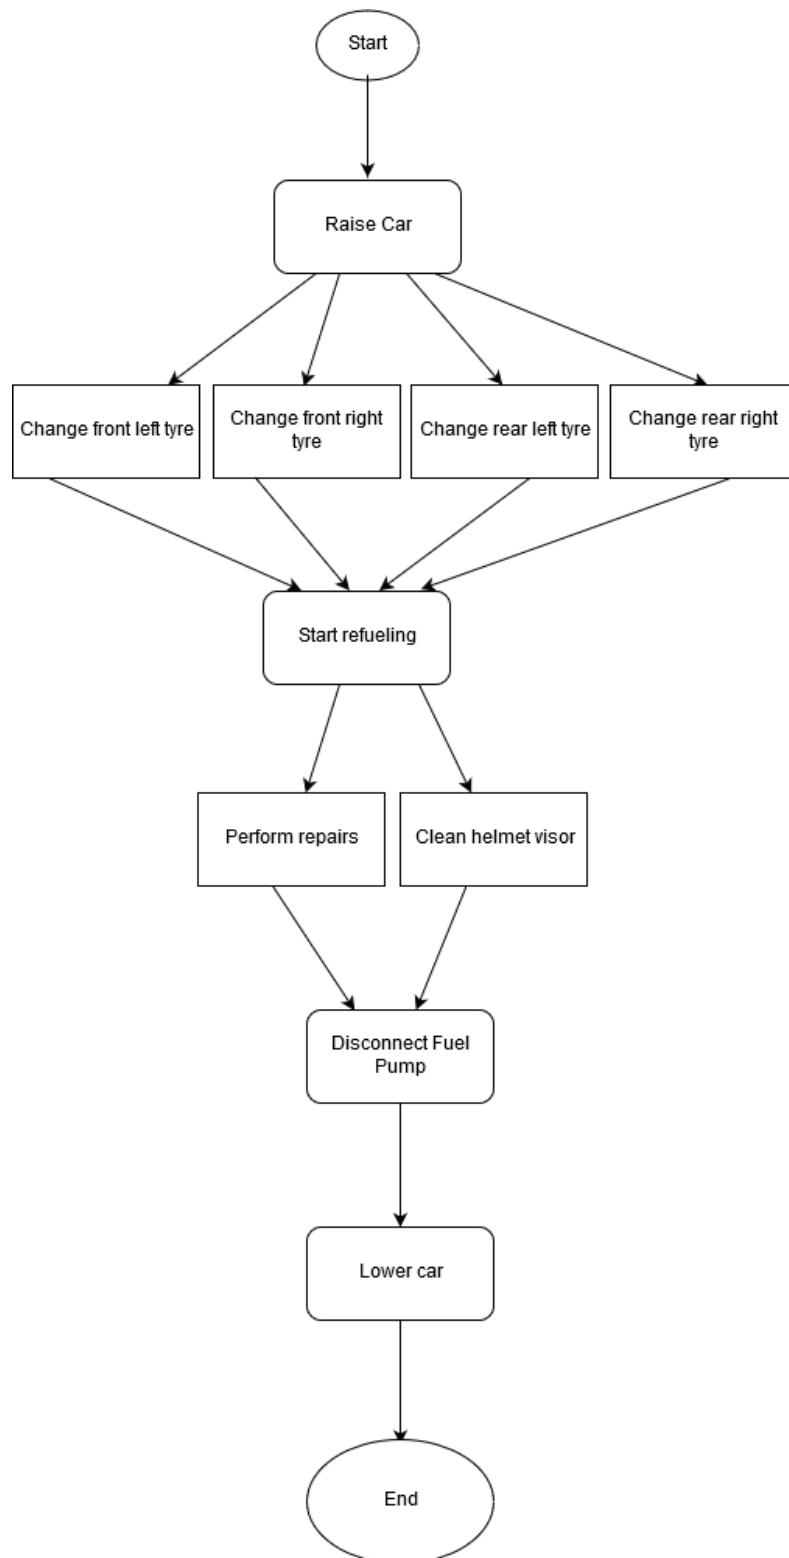 Start
Raise Car
Change front left tyre
Change front right
tyre
Change rear left tyre
Change rear right
tyre
Start refueling
Perform repairs
Clean helmet visor
Disconnect Fuel
Pump
Lower car
End